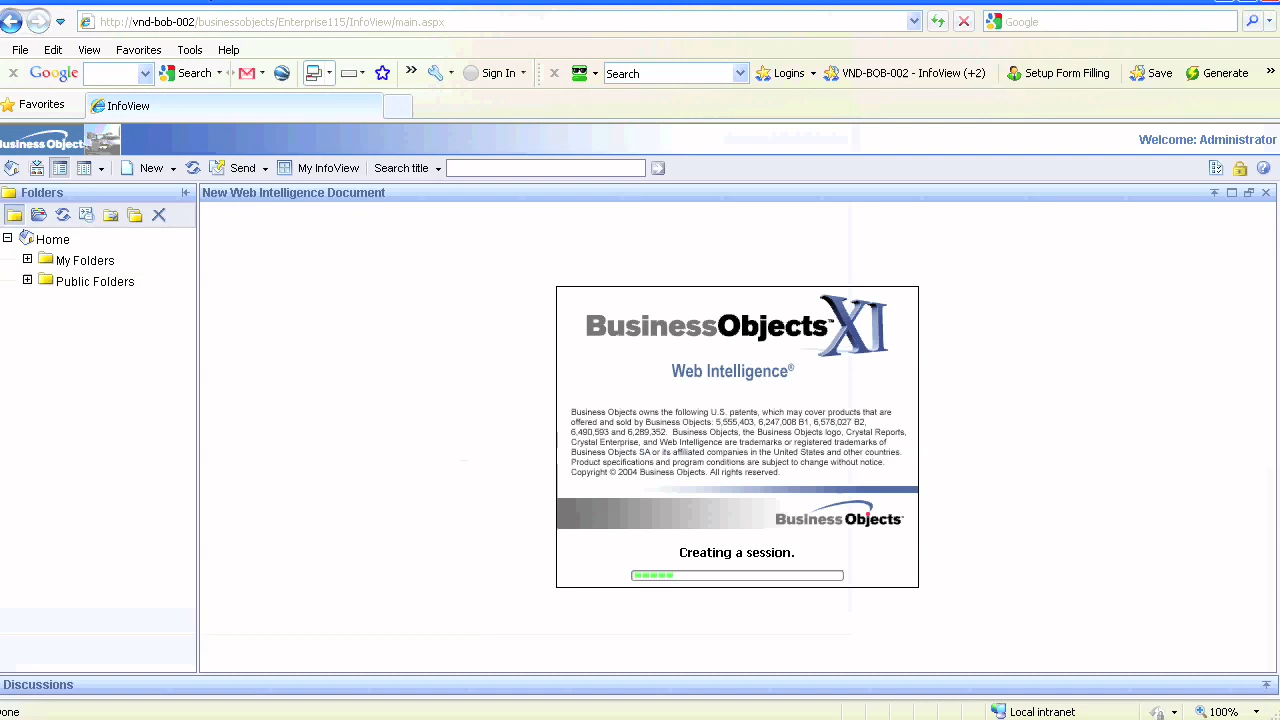 http://vnd-bob-002/businessobjects/Enterprise115/InfoView/main.aspx
Google
File Edit View Favorites Tools Help
Google Search Sign In Search Logins VND-BOB-002 - InfoView (+2) Setup Form Filling Save Generate
Favorites InfoView
Business Objects
Welcome: Administrator
New Send My InfoView Search title
Folders
New Web Intelligence Document
Home
My Folders
Public Folders
BusinessObjects™ XI
Web Intelligence®
Business Objects owns the following U.S. patents, which may cover products that are
offered and sold by Business Objects: 5,555,403, 6,247,008 B1, 6,578,027 B2,
6,490,593 and 6,289,352. Business Objects, the Business Objects logo, Crystal Reports,
Crystal Enterprise, and Web Intelligence are trademarks or registered trademarks of
Business Objects SA or its affiliated companies in the United States and other countries.
Product specifications and program conditions are subject to change without notice.
Copyright © 2004 Business Objects. All rights reserved.
Business Objects™
Creating a session.
Discussions
one
Local intranet
100%